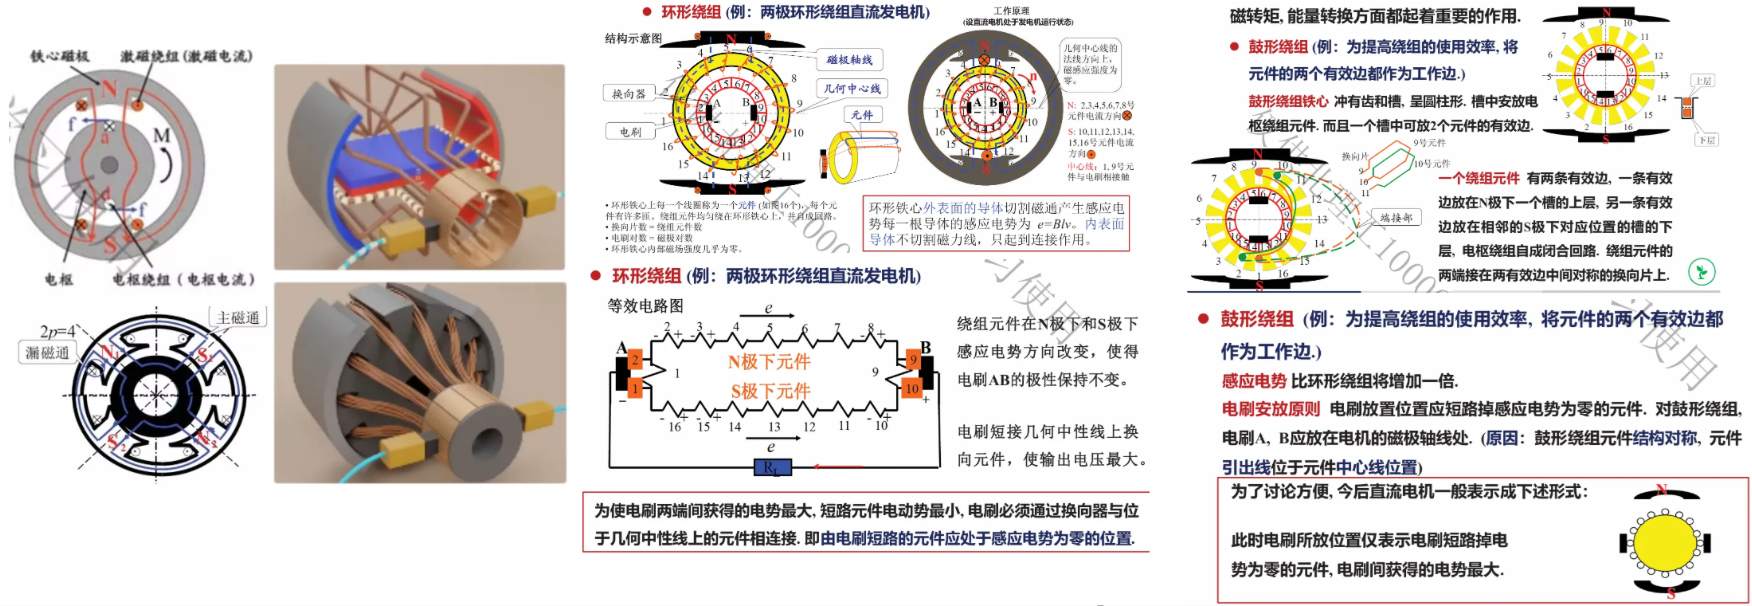 铁心磁极
激磁绕组(激磁电流)
N
f
M
a
d
f
S
电枢
电枢绕组(电枢电流)
2p=4
主磁通
漏磁通
N₁
S₁
S₂
N₂
● 环形绕组 (例：两极环形绕组直流发电机)
结构示意图
磁极轴线
几何中心线
换向器
电刷
元件
A
B
N
S
工作原理
(设直流电机处于发电机运行状态)
几何中心线的
法线方向上，
磁感应强度为
零。
n
N: 2,3,4,5,6,7,8号
元件电流方向
S: 10,11,12,13,14,
15,16号元件电流
方向
中心线：1, 9号元
件与电刷相接触
• 环形铁心上每一个线圈称为一个元件 (如图16个)，每个元
件有许多匝。绕组元件均匀绕在环形铁心上，并自成回路。
• 换向片数 = 绕组元件数
• 电刷对数 = 磁极对数
• 环形铁心内部磁场强度几乎为零。
环形铁心外表面的导体切割磁通产生感应电
势每一根导体的感应电势为 e=Blv。内表面
导体不切割磁力线，只起到连接作用。
● 环形绕组 (例：两极环形绕组直流发电机)
等效电路图
e
- 2 + - 3 + 4 5 6 7 - 8 +
A
B
2
N极下元件
9
1
9
1
S极下元件
10
−
+
-16+ -15+ 14 13 12 11 -10+
e
R_L
绕组元件在N极下和S极下
感应电势方向改变，使得
电刷AB的极性保持不变。
电刷短接几何中性线上换
向元件，使输出电压最大。
为使电刷两端间获得的电势最大, 短路元件电动势最小, 电刷必须通过换向器与位
于几何中性线上的元件相连接. 即由电刷短路的元件应处于感应电势为零的位置.
磁转矩, 能量转换方面都起着重要的作用.
● 鼓形绕组 (例：为提高绕组的使用效率, 将
元件的两个有效边都作为工作边.)
鼓形绕组铁心 冲有齿和槽, 呈圆柱形. 槽中安放电
枢绕组元件. 而且一个槽中可放2个元件的有效边.
上层
下层
换向片
9号元件
10号元件
9
10
11
端接部
一个绕组元件 有两条有效边, 一条有效
边放在N极下一个槽的上层, 另一条有效
边放在相邻的S极下对应位置的槽的下
层, 电枢绕组自成闭合回路. 绕组元件的
两端接在两有效边中间对称的换向片上.
● 鼓形绕组 (例：为提高绕组的使用效率, 将元件的两个有效边都
作为工作边.)
感应电势 比环形绕组将增加一倍.
电刷安放原则 电刷放置位置应短路掉感应电势为零的元件. 对鼓形绕组,
电刷A, B应放在电机的磁极轴线处. (原因：鼓形绕组元件结构对称, 元件
引出线位于元件中心线位置)
为了讨论方便, 今后直流电机一般表示成下述形式：
此时电刷所放位置仅表示电刷短路掉电
势为零的元件, 电刷间获得的电势最大.
N
S
习使用